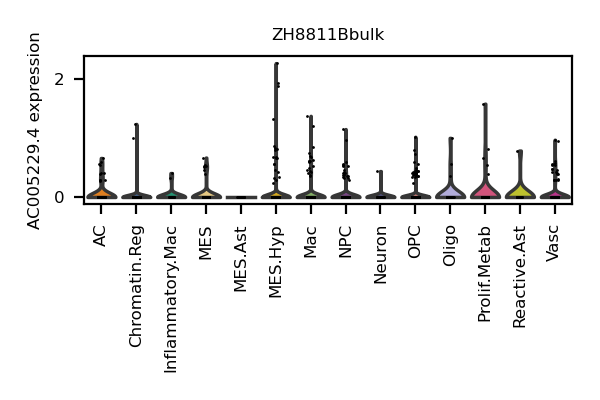 ZH8811Bbulk
AC005229.4 expression
2
0
AC
Chromatin.Reg
Inflammatory.Mac
MES
MES.Ast
MES.Hyp
Mac
NPC
Neuron
OPC
Oligo
Prolif.Metab
Reactive.Ast
Vasc